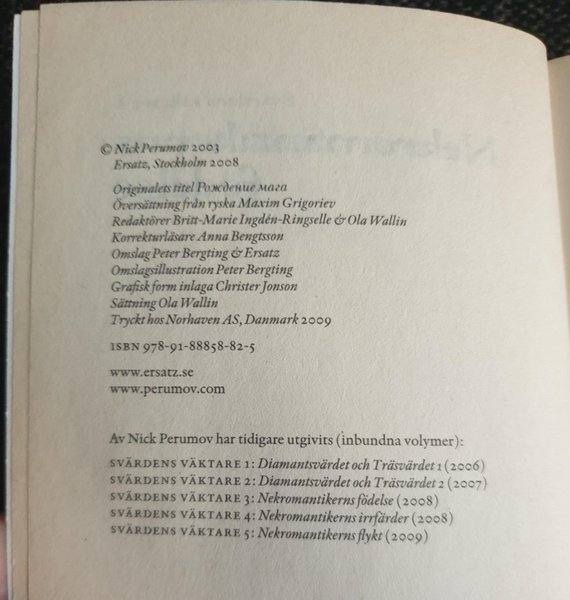 © Nick Perumov 2003
Ersatz, Stockholm 2008
Originalets titel Рождение мага
Översättning från ryska Maxim Grigoriev
Redaktörer Britt-Marie Ingdén-Ringselle & Ola Wallin
Korrekturläsare Anna Bengtsson
Omslag Peter Bergting & Ersatz
Omslagsillustration Peter Bergting
Grafisk form inlaga Christer Jonson
Sättning Ola Wallin
Tryckt hos Norhaven AS, Danmark 2009
ISBN 978-91-88858-82-5
www.ersatz.se
www.perumov.com
Av Nick Perumov har tidigare utgivits (inbundna volymer):
SVÄRDENS VÄKTARE 1: Diamantsvärdet och Träsvärdet 1 (2006)
SVÄRDENS VÄKTARE 2: Diamantsvärdet och Träsvärdet 2 (2007)
SVÄRDENS VÄKTARE 3: Nekromantikerns födelse (2008)
SVÄRDENS VÄKTARE 4: Nekromantikerns irrfärder (2008)
SVÄRDENS VÄKTARE 5: Nekromantikerns flykt (2009)